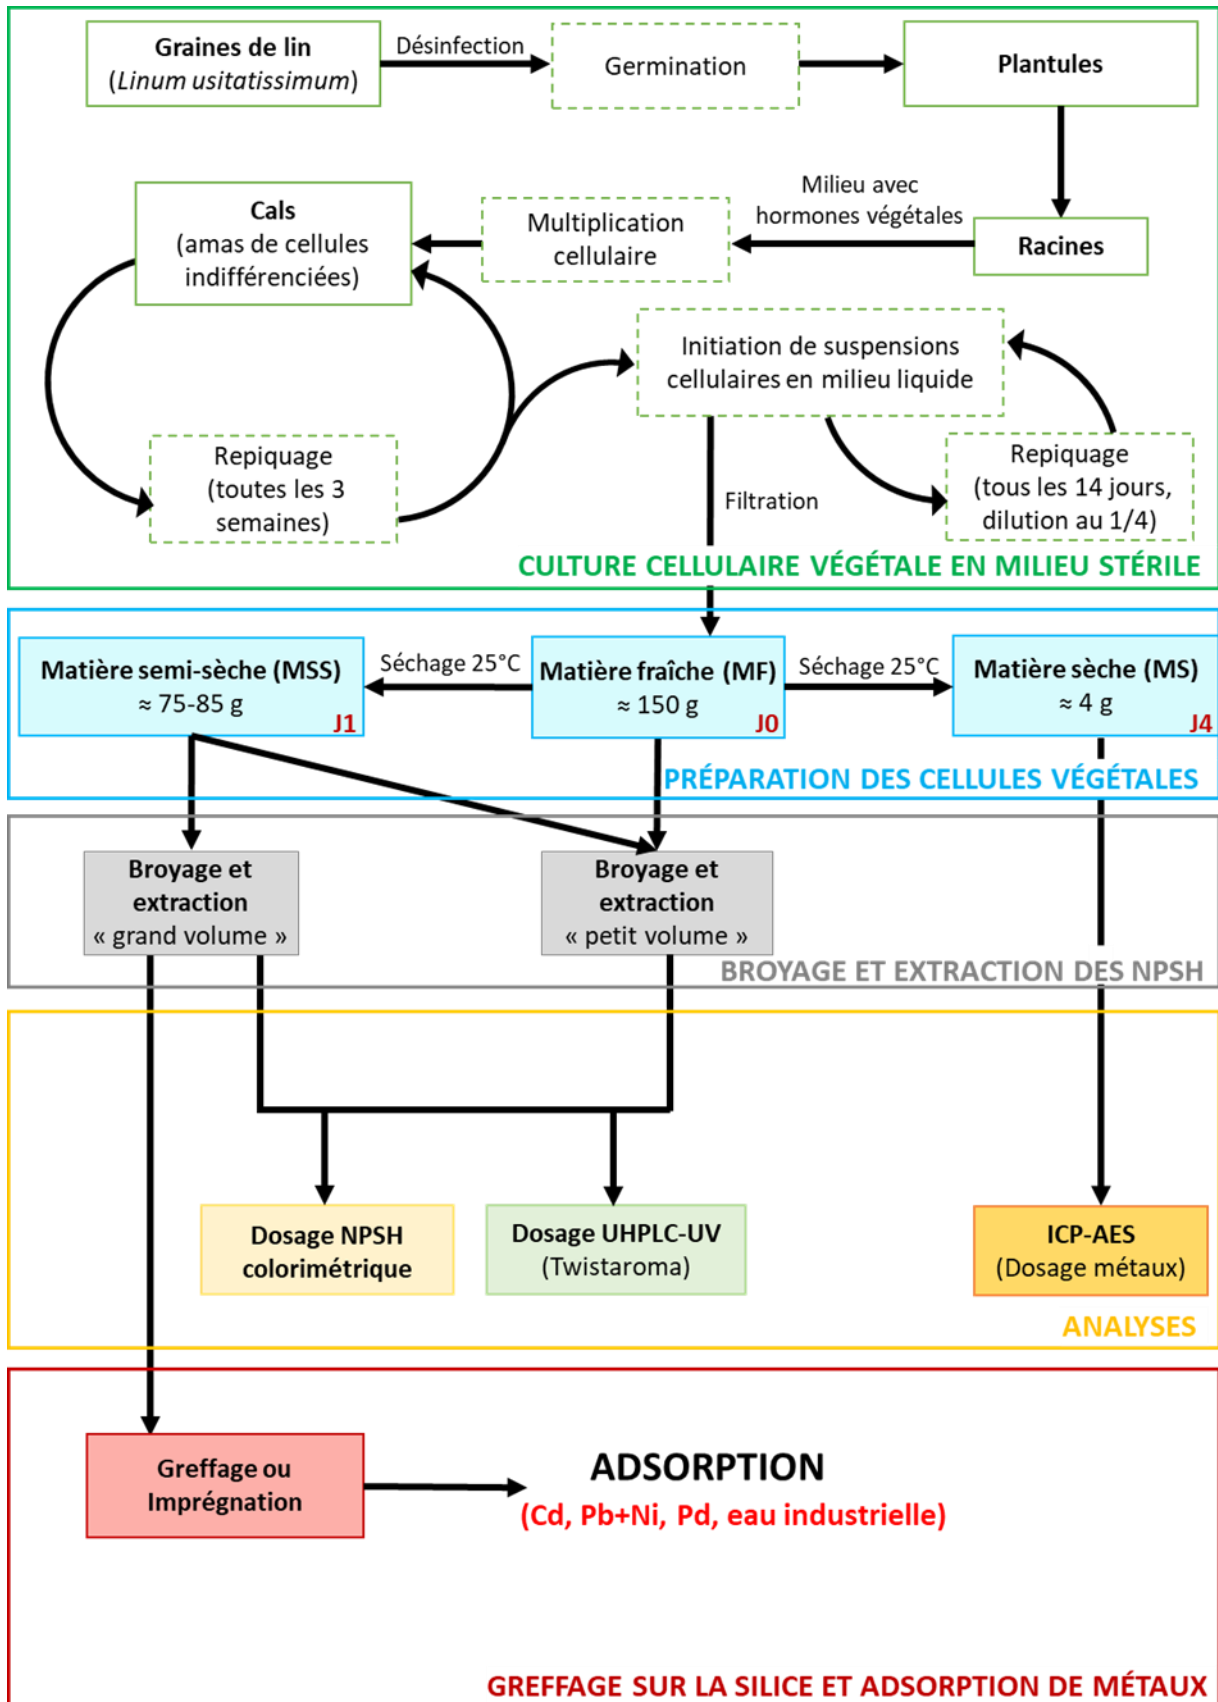 Graines de lin
(Linum usitatissimum)
Désinfection
Germination
Plantules
Cals
(amas de cellules
indifférenciées)
Multiplication
cellulaire
Milieu avec
hormones végétales
Racines
Initiation de suspensions
cellulaires en milieu liquide
Repiquage
(toutes les 3
semaines)
Filtration
Repiquage
(tous les 14 jours,
dilution au 1/4)
CULTURE CELLULAIRE VÉGÉTALE EN MILIEU STÉRILE
Matière semi-sèche (MSS)
≈ 75-85 g
J1
Séchage 25°C
Matière fraîche (MF)
≈ 150 g
J0
Séchage 25°C
Matière sèche (MS)
≈ 4 g
J4
PRÉPARATION DES CELLULES VÉGÉTALES
Broyage et
extraction
« grand volume »
Broyage et
extraction
« petit volume »
BROYAGE ET EXTRACTION DES NPSH
Dosage NPSH
colorimétrique
Dosage UHPLC-UV
(Twistaroma)
ICP-AES
(Dosage métaux)
ANALYSES
Greffage ou
Imprégnation
ADSORPTION
(Cd, Pb+Ni, Pd, eau industrielle)
GREFFAGE SUR LA SILICE ET ADSORPTION DE MÉTAUX